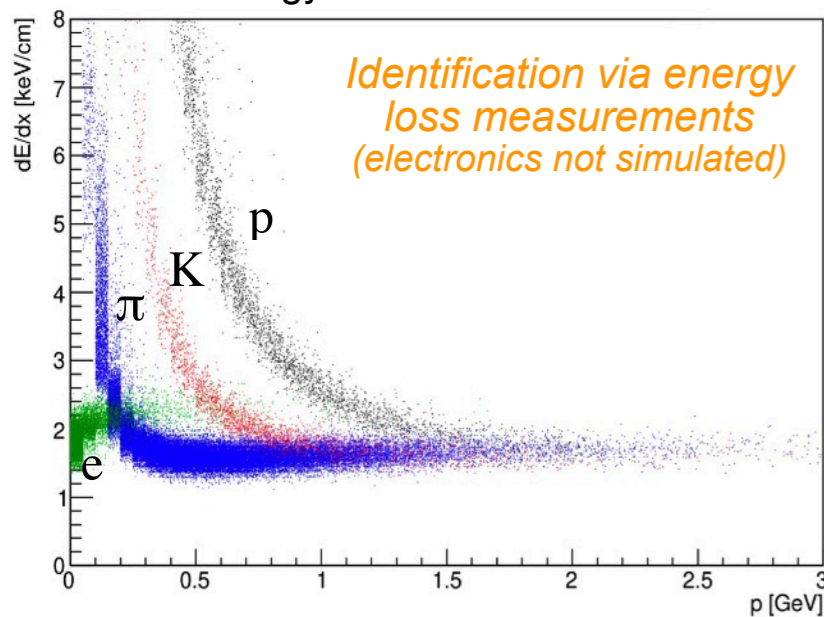 8
7
6
5
4
3
2
1
0
dE/dx [keV/cm]
Identification via energy
loss measurements
(electronics not simulated)
p
K
π
e
0 0.5 1 1.5 2 2.5 3
p [GeV]